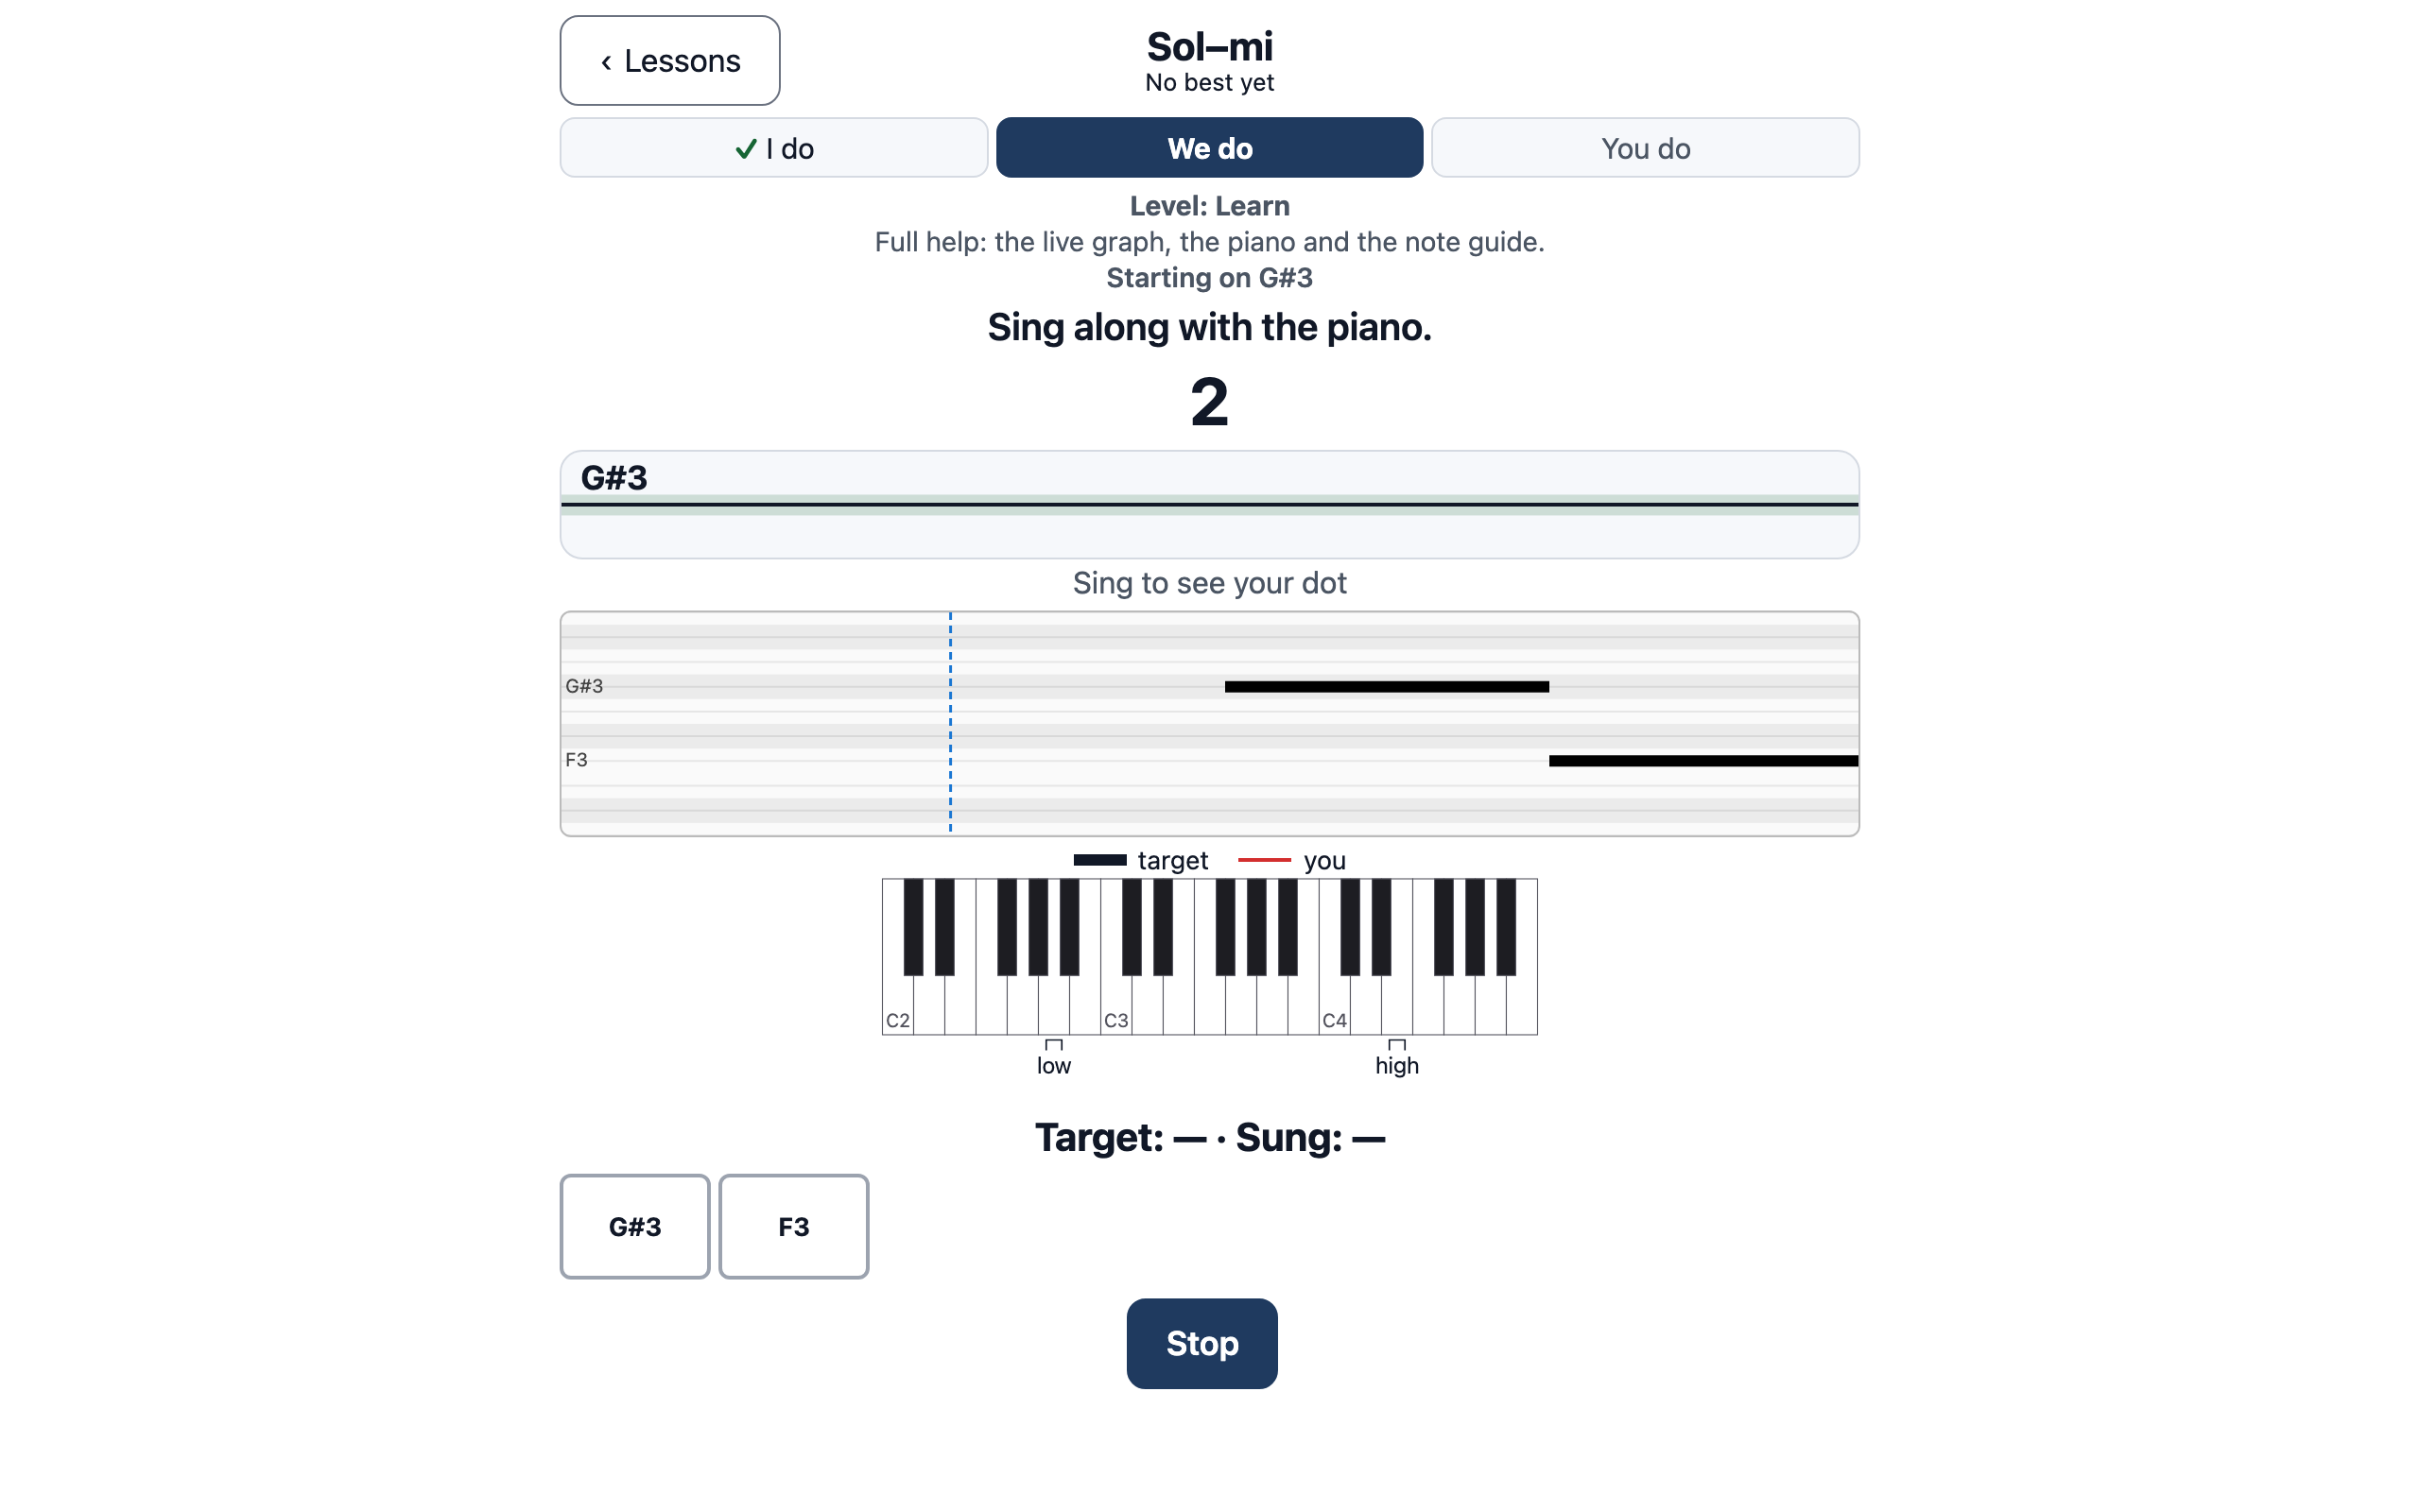 ‹ Lessons
Sol–mi
No best yet
✓ I do
We do
You do
Level: Learn
Full help: the live graph, the piano and the note guide.
Starting on G#3
Sing along with the piano.
2
G#3
Sing to see your dot
G#3
F3
target
you
C2
C3
C4
low
high
Target: — · Sung: —
G#3
F3
Stop